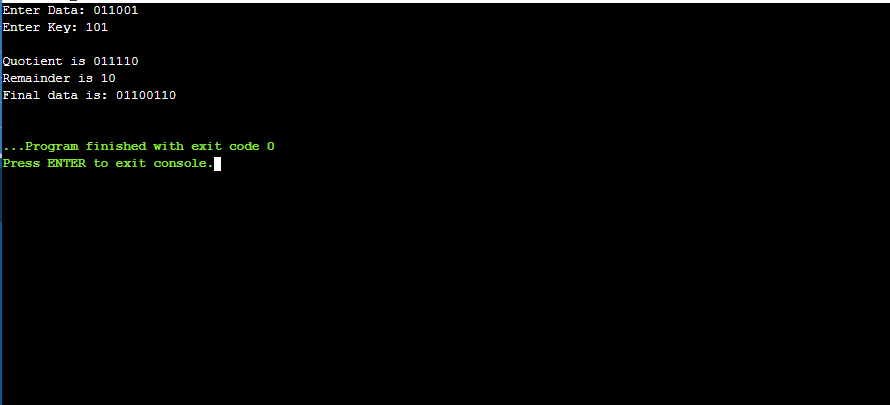 Enter Data: 011001
Enter Key: 101
Quotient is 011110
Remainder is 10
Final data is: 01100110
...Program finished with exit code 0
Press ENTER to exit console.